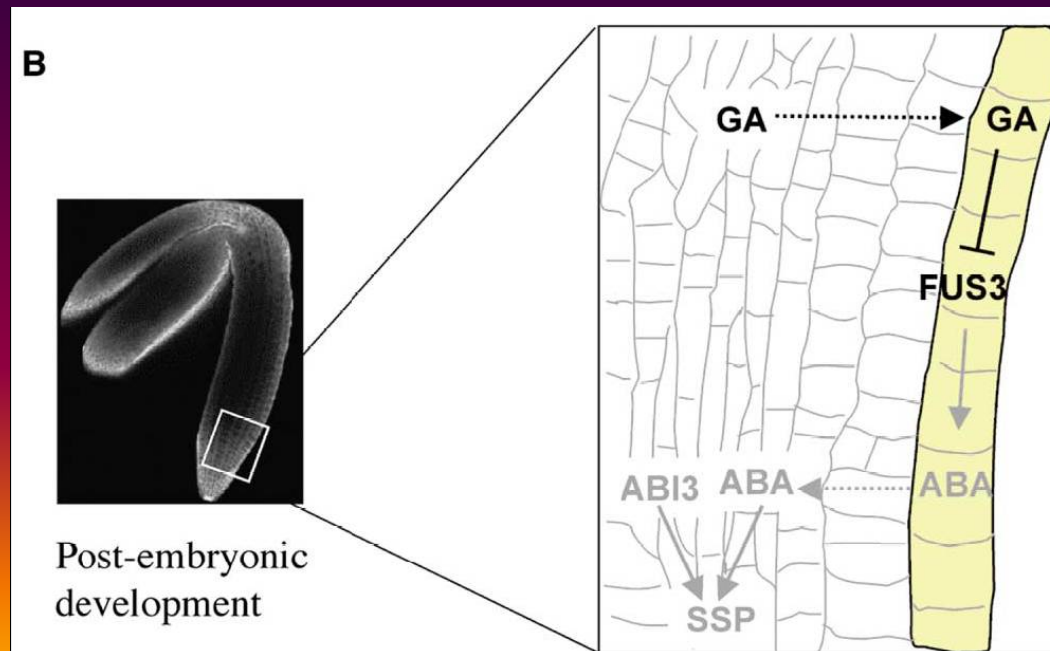 B
GA GA
FUS3
ABI3 ABA ABA
SSP
Post-embryonic
development